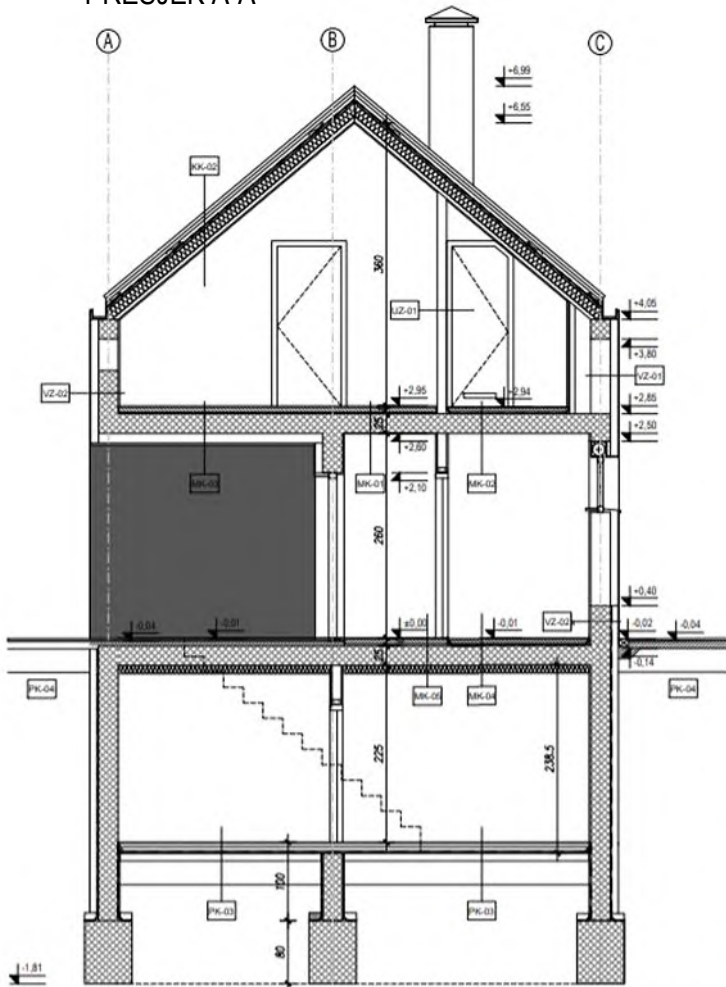 PRESJEK A-A
A
B
C
+6,99
+6,55
KK-02
360
UZ-01
+4,05
+3,80
VZ-01
VZ-02
+2,95
+2,94
+2,85
25
+2,60
+2,50
MK-03
MK-01
MK-02
+2,10
260
+0,40
VZ-02
-0,04
-0,01
±0,00
-0,01
-0,02
-0,04
25
-0,14
PK-04
MK-05
MK-04
PK-04
225
238.5
100
PK-03
PK-03
80
-1,81